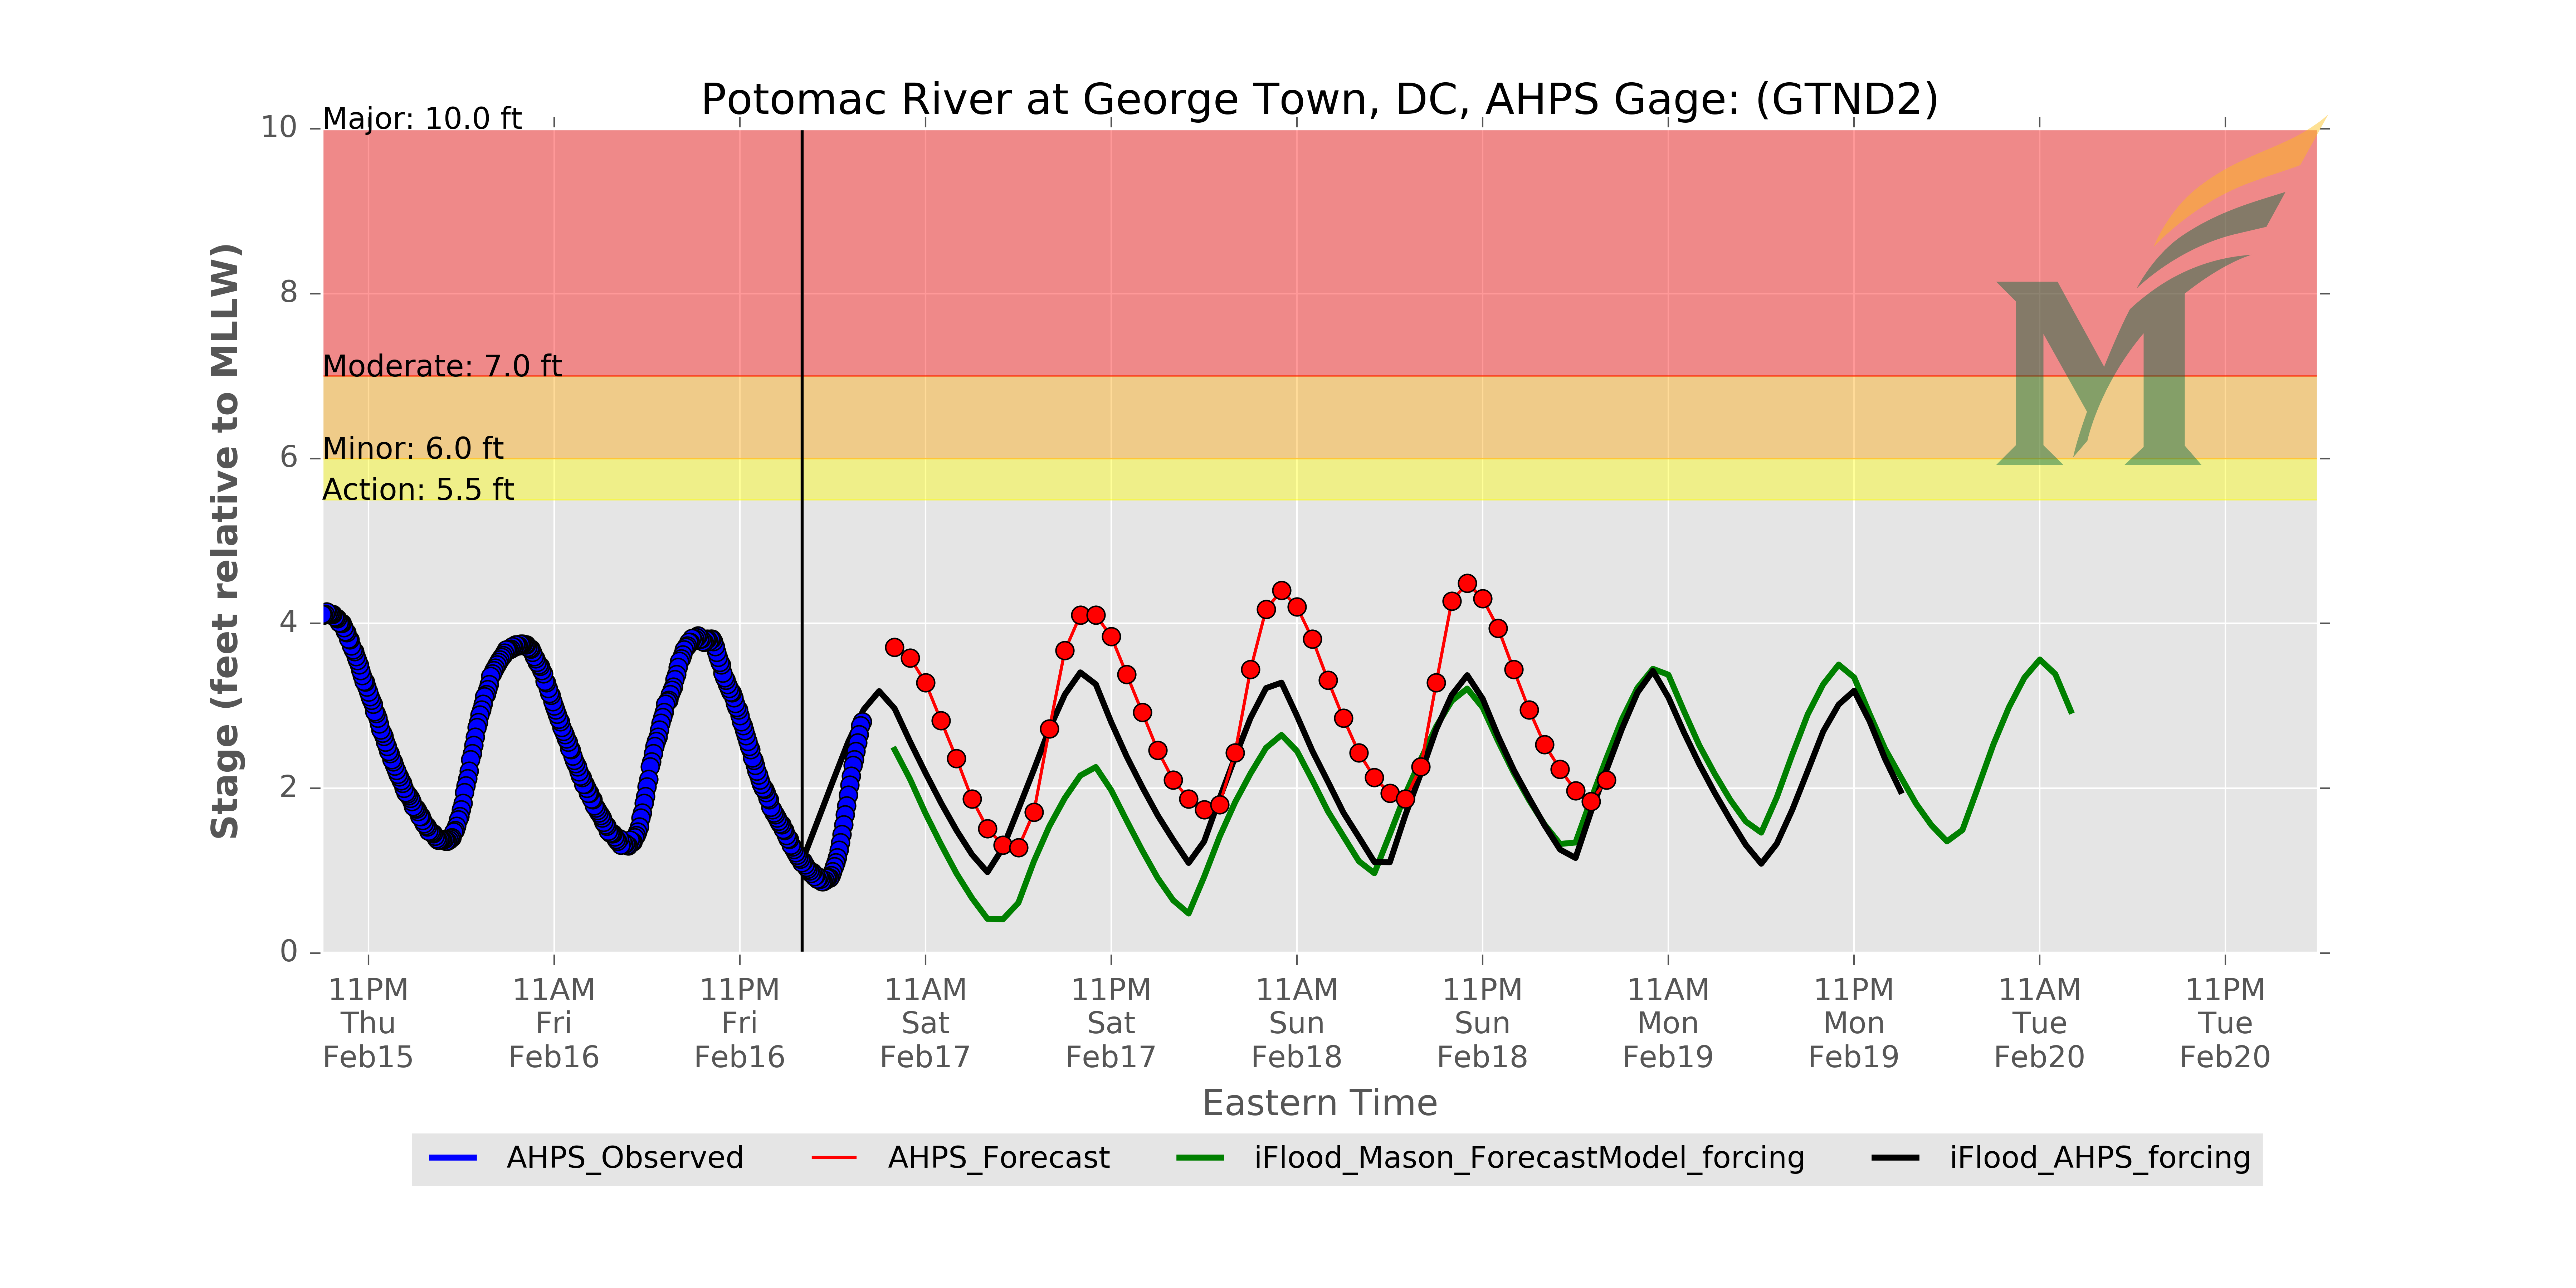 Potomac River at George Town, DC, AHPS Gage: (GTND2)
Major: 10.0 ft
Moderate: 7.0 ft
Minor: 6.0 ft
Action: 5.5 ft
Stage (feet relative to MLLW)
10
8
6
4
2
0
11PM 11AM 11PM 11AM 11PM 11AM 11PM 11AM 11PM 11AM 11PM
Thu Fri Fri Sat Sat Sun Sun Mon Mon Tue Tue
Feb15 Feb16 Feb16 Feb17 Feb17 Feb18 Feb18 Feb19 Feb19 Feb20 Feb20
Eastern Time
AHPS_Observed AHPS_Forecast iFlood_Mason_ForecastModel_forcing iFlood_AHPS_forcing
M